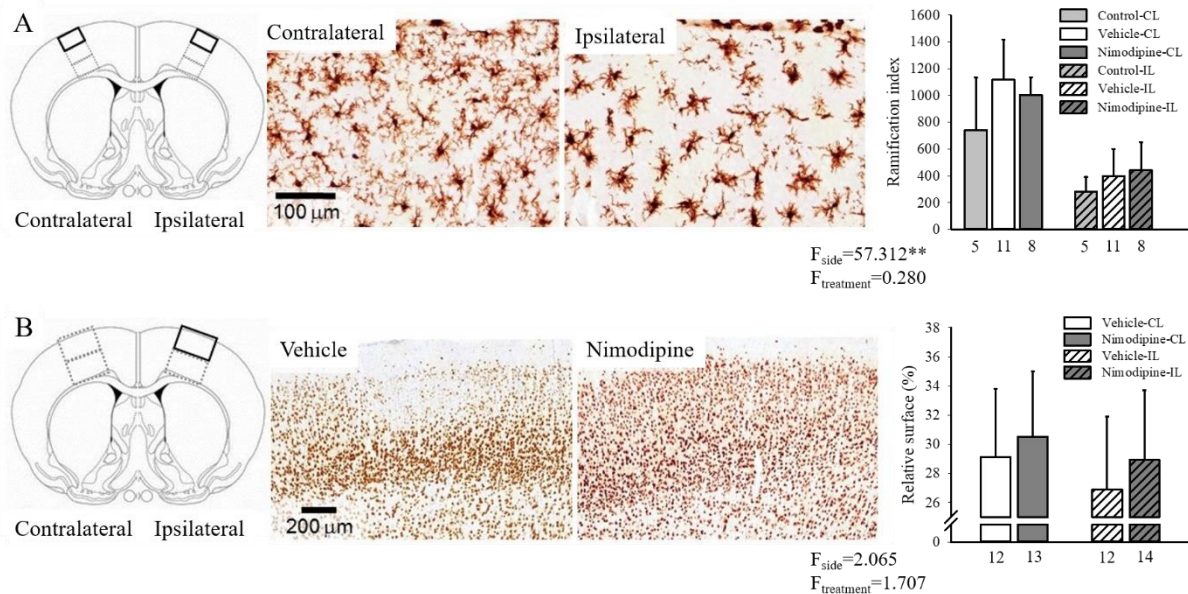 A
Contralateral Ipsilateral
Contralateral
100 μm
Ipsilateral
Ramification index
1600
1400
1200
1000
800
600
400
200
0
Control-CL
Vehicle-CL
Nimodipine-CL
Control-IL
Vehicle-IL
Nimodipine-IL
5 11 8 5 11 8
Fside=57.312**
Ftreatment=0.280
B
Contralateral Ipsilateral
Vehicle
200 μm
Nimodipine
Relative surface (%)
38
36
34
32
30
28
26
0
Vehicle-CL
Nimodipine-CL
Vehicle-IL
Nimodipine-IL
12 13 12 14
Fside=2.065
Ftreatment=1.707